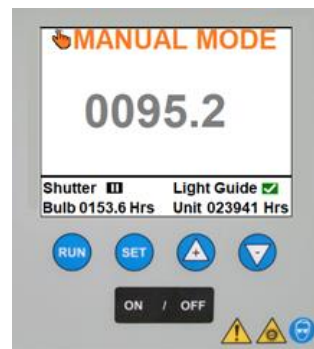 MANUAL MODE
0095.2
Shutter Light Guide
Bulb 0153.6 Hrs Unit 023941 Hrs
RUN SET + -
ON / OFF